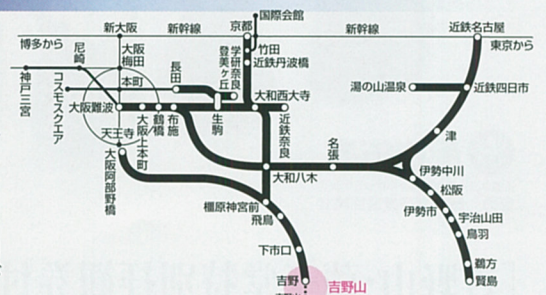 国際会館
新大阪
新幹線
京都
新幹線
近鉄名古屋
博多から
東京から
尼崎
大阪梅田
竹田
学研奈良登美ヶ丘
近鉄丹波橋
長田
本町
神戸三宮
コスモスクエア
湯の山温泉
近鉄四日市
大阪難波
大和西大寺
天王寺
大阪上本町
鶴橋
布施
生駒
近鉄奈良
津
名張
大阪阿部野橋
大和八木
伊勢中川
松阪
橿原神宮前
伊勢市
宇治山田
飛鳥
鳥羽
下市口
鵜方
吉野
吉野山
賢島